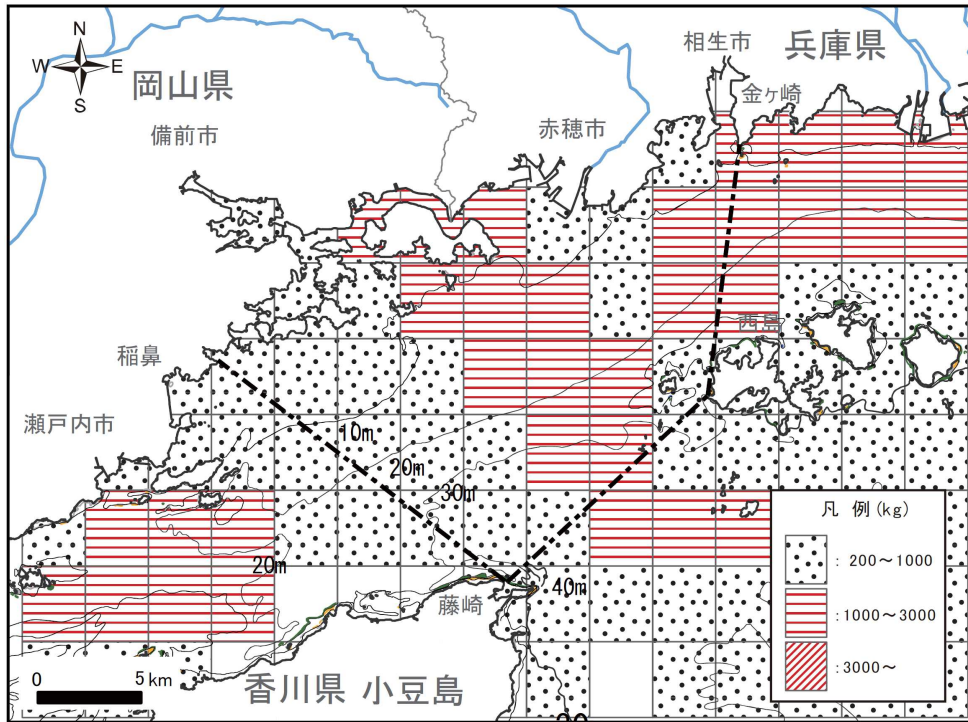 N
W E
S
相生市
兵庫県
岡山県
金ヶ崎
備前市
赤穂市
西島
稲鼻
瀬戸内市
10m
20m
30m
凡 例 (kg)
: 200～1000
20m
40m
藤崎
:1000～3000
:3000～
0 5 km
香川県 小豆島